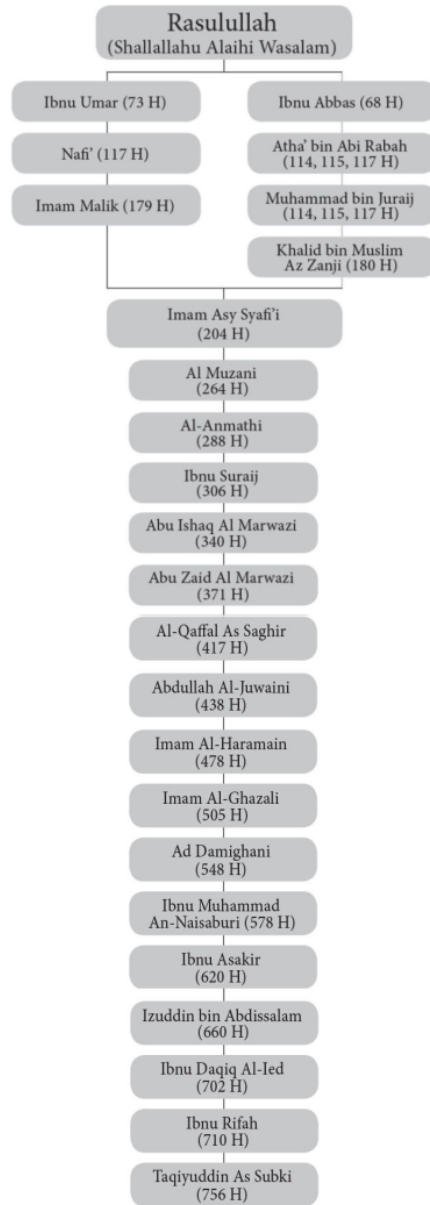 Rasulullah
(Shallallahu Alaihi Wasalam)
Ibnu Umar (73 H)
Nafi' (117 H)
Imam Malik (179 H)
Ibnu Abbas (68 H)
Atha' bin Abi Rabah
(114, 115, 117 H)
Muhammad bin Juraij
(114, 115, 117 H)
Khalid bin Muslim
Az Zanji (180 H)
Imam Asy Syafi'i
(204 H)
Al Muzani
(264 H)
Al-Anmathi
(288 H)
Ibnu Suraij
(306 H)
Abu Ishaq Al Marwazi
(340 H)
Abu Zaid Al Marwazi
(371 H)
Al-Qaffal As Saghir
(417 H)
Abdullah Al-Juwaini
(438 H)
Imam Al-Haramain
(478 H)
Imam Al-Ghazali
(505 H)
Ad Damighani
(548 H)
Ibnu Muhammad
An-Naisaburi (578 H)
Ibnu Asakir
(620 H)
Izuddin bin Abdissalam
(660 H)
Ibnu Daqiq Al-Ied
(702 H)
Ibnu Rifah
(710 H)
Taqiyuddin As Subki
(756 H)